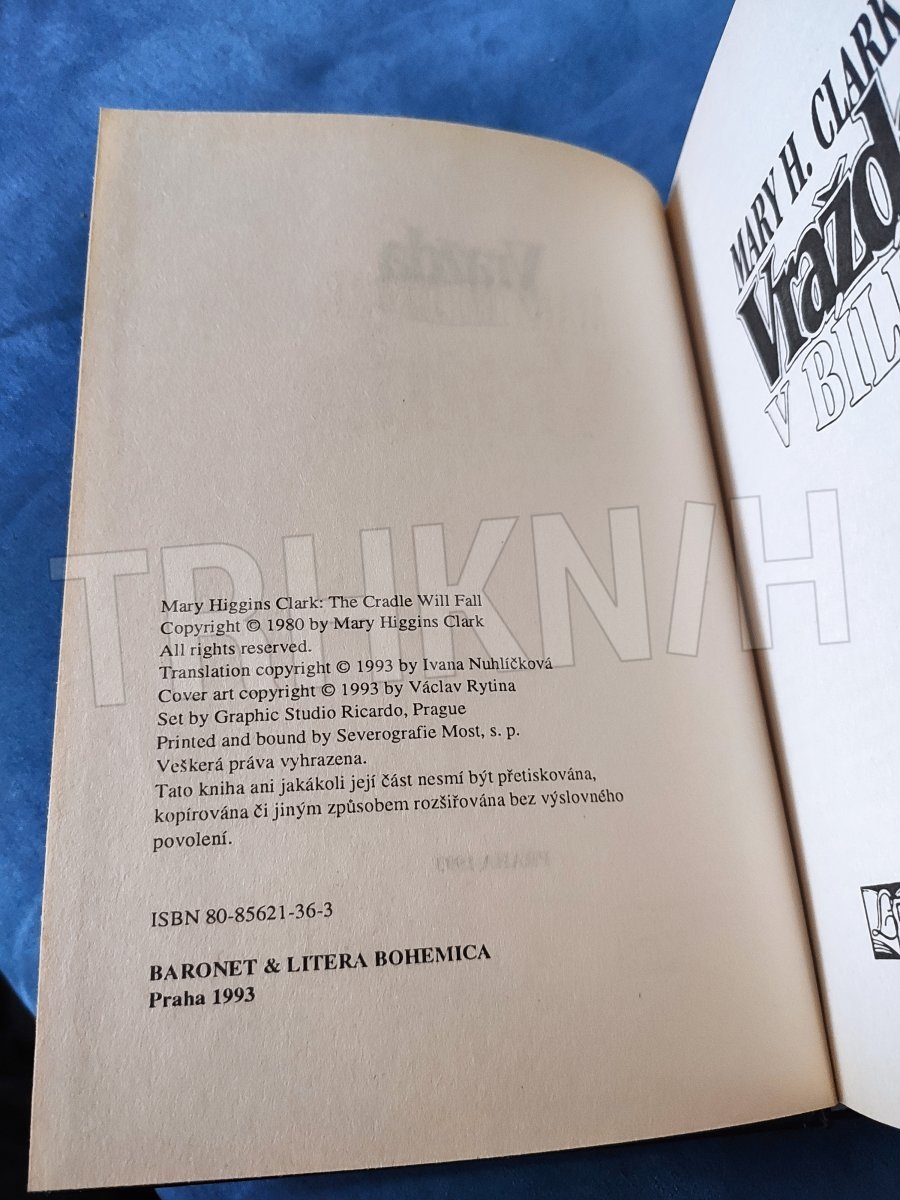 Mary Higgins Clark: The Cradle Will Fall
Copyright © 1980 by Mary Higgins Clark
All rights reserved.
Translation copyright © 1993 by Ivana Nuhlíčková
Cover art copyright © 1993 by Václav Rytina
Set by Graphic Studio Ricardo, Prague
Printed and bound by Severografie Most, s. p.
Veškerá práva vyhrazena.
Tato kniha ani jakákoli její část nesmí být přetiskována,
kopírována či jiným způsobem rozšiřována bez výslovného
povolení.
ISBN 80-85621-36-3
BARONET & LITERA BOHEMICA
Praha 1993
MARY H. CLARK
Vražd
V BÍL
TRHKNIH